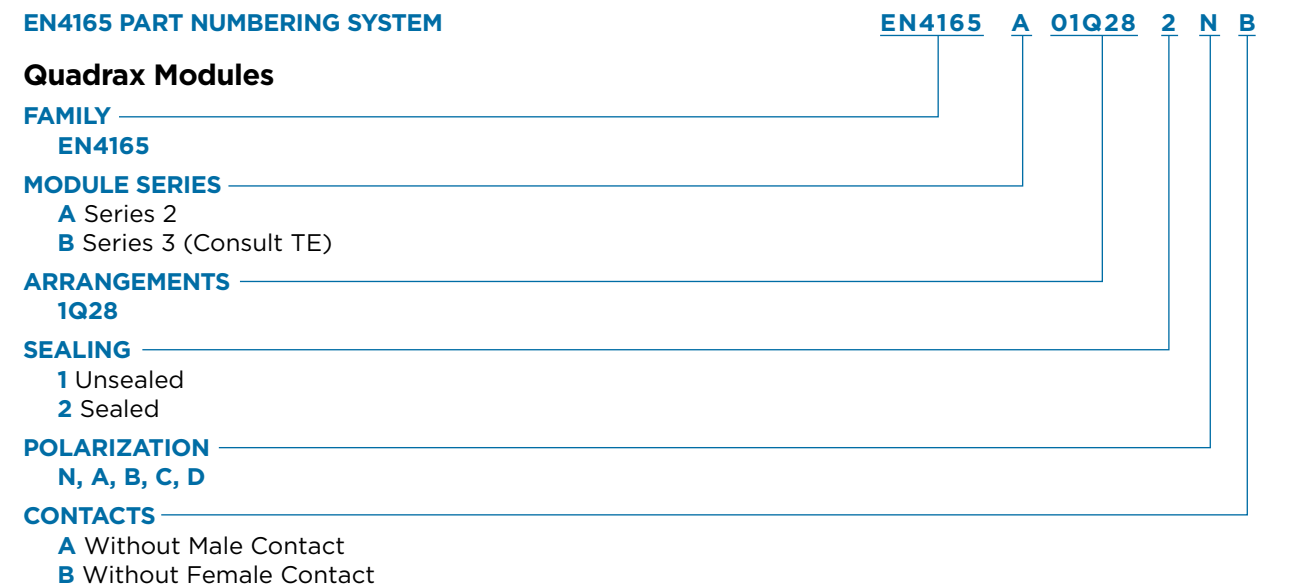 EN4165 PART NUMBERING SYSTEM EN4165 A 01Q28 2 N B
Quadrax Modules
FAMILY
EN4165
MODULE SERIES
A Series 2
B Series 3 (Consult TE)
ARRANGEMENTS
1Q28
SEALING
1 Unsealed
2 Sealed
POLARIZATION
N, A, B, C, D
CONTACTS
A Without Male Contact
B Without Female Contact